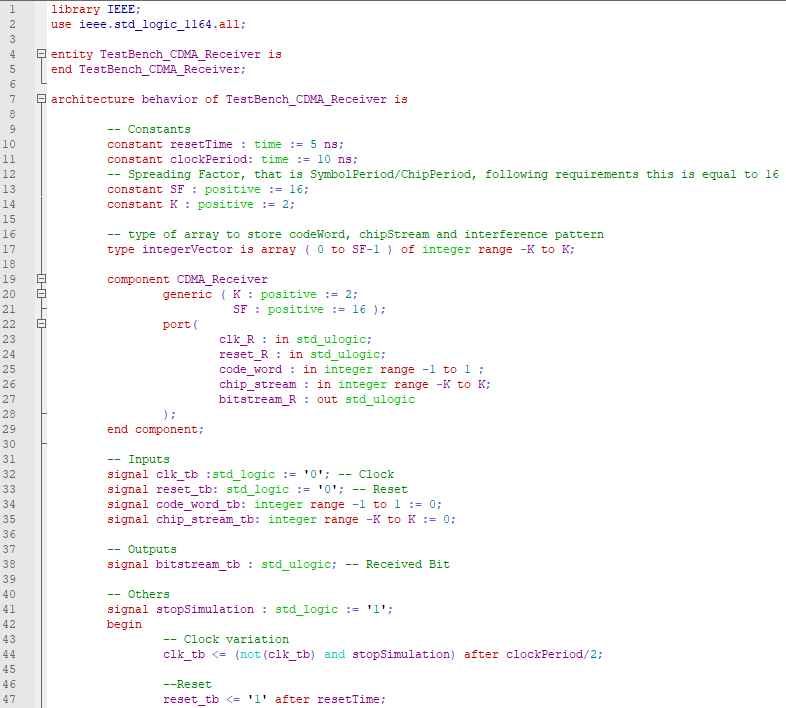 1 library IEEE;
2 use ieee.std_logic_1164.all;
3
4 entity TestBench_CDMA_Receiver is
5 end TestBench_CDMA_Receiver;
6
7 architecture behavior of TestBench_CDMA_Receiver is
8
9 -- Constants
10 constant resetTime : time := 5 ns;
11 constant clockPeriod: time := 10 ns;
12 -- Spreading Factor, that is SymbolPeriod/ChipPeriod, following requirements this is equal to 16
13 constant SF : positive := 16;
14 constant K : positive := 2;
15
16 -- type of array to store codeWord, chipStream and interference pattern
17 type integerVector is array ( 0 to SF-1 ) of integer range -K to K;
18
19 component CDMA_Receiver
20 generic ( K : positive := 2;
21 SF : positive := 16 );
22 port(
23 clk_R : in std_ulogic;
24 reset_R : in std_ulogic;
25 code_word : in integer range -1 to 1 ;
26 chip_stream : in integer range -K to K;
27 bitstream_R : out std_ulogic
28 );
29 end component;
30
31 -- Inputs
32 signal clk_tb :std_logic := '0'; -- Clock
33 signal reset_tb: std_logic := '0'; -- Reset
34 signal code_word_tb: integer range -1 to 1 := 0;
35 signal chip_stream_tb: integer range -K to K := 0;
36
37 -- Outputs
38 signal bitstream_tb : std_ulogic; -- Received Bit
39
40 -- Others
41 signal stopSimulation : std_logic := '1';
42 begin
43 -- Clock variation
44 clk_tb <= (not(clk_tb) and stopSimulation) after clockPeriod/2;
45
46 --Reset
47 reset_tb <= '1' after resetTime;